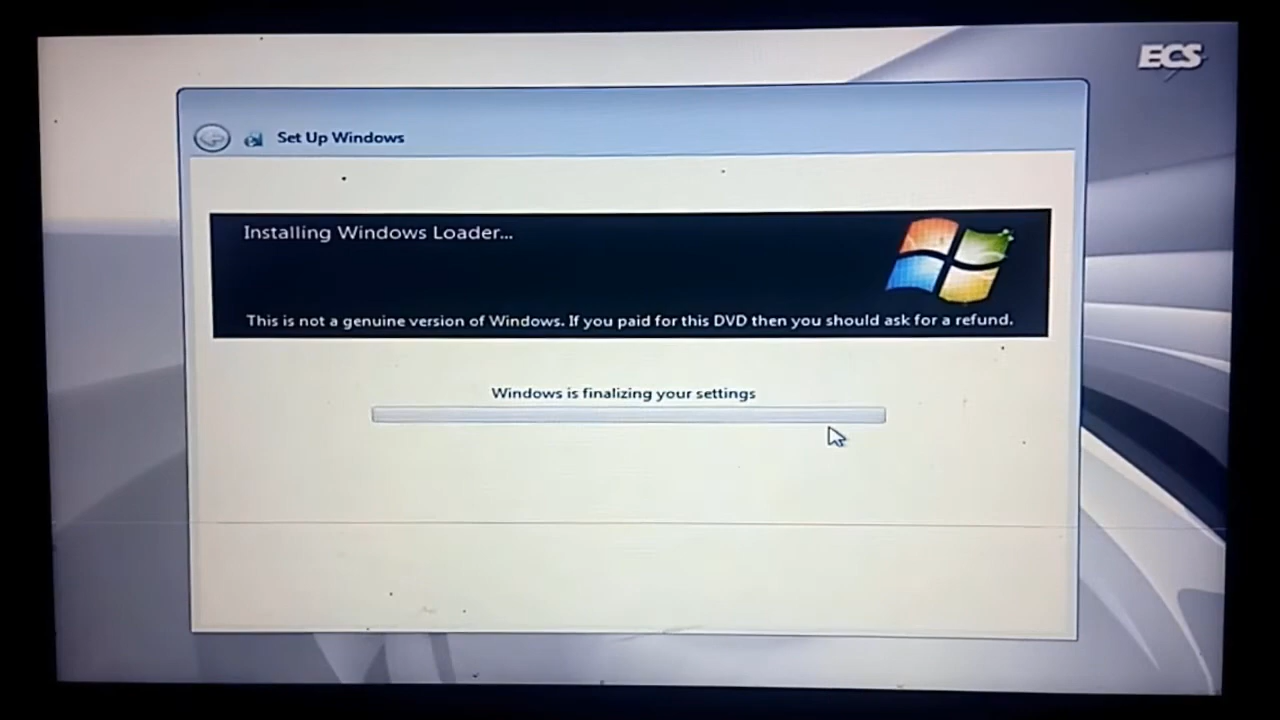 ECS
Set Up Windows
Installing Windows Loader...
This is not a genuine version of Windows. If you paid for this DVD then you should ask for a refund.
Windows is finalizing your settings